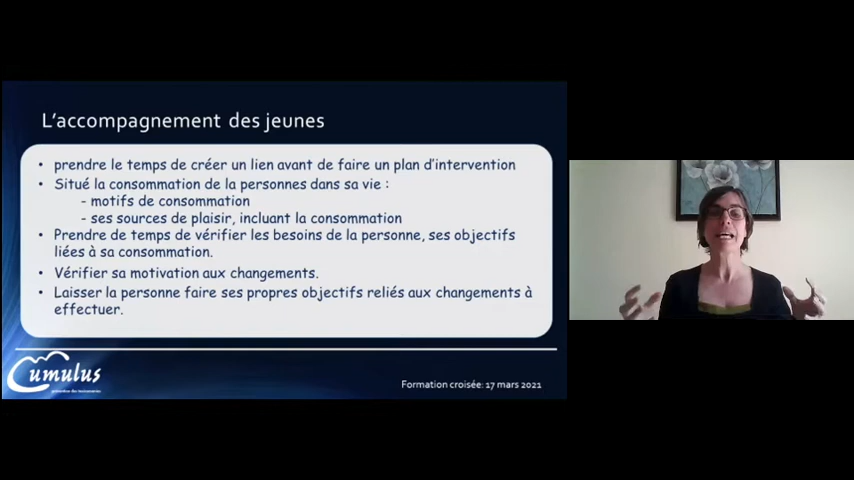 L'accompagnement des jeunes
• prendre le temps de créer un lien avant de faire un plan d'intervention
• Situé la consommation de la personnes dans sa vie :
- motifs de consommation
- ses sources de plaisir, incluant la consommation
• Prendre de temps de vérifier les besoins de la personne, ses objectifs
liées à sa consommation.
• Vérifier sa motivation aux changements.
• Laisser la personne faire ses propres objectifs reliés aux changements à
effectuer.
Cumulus
Formation croisée: 17 mars 2021